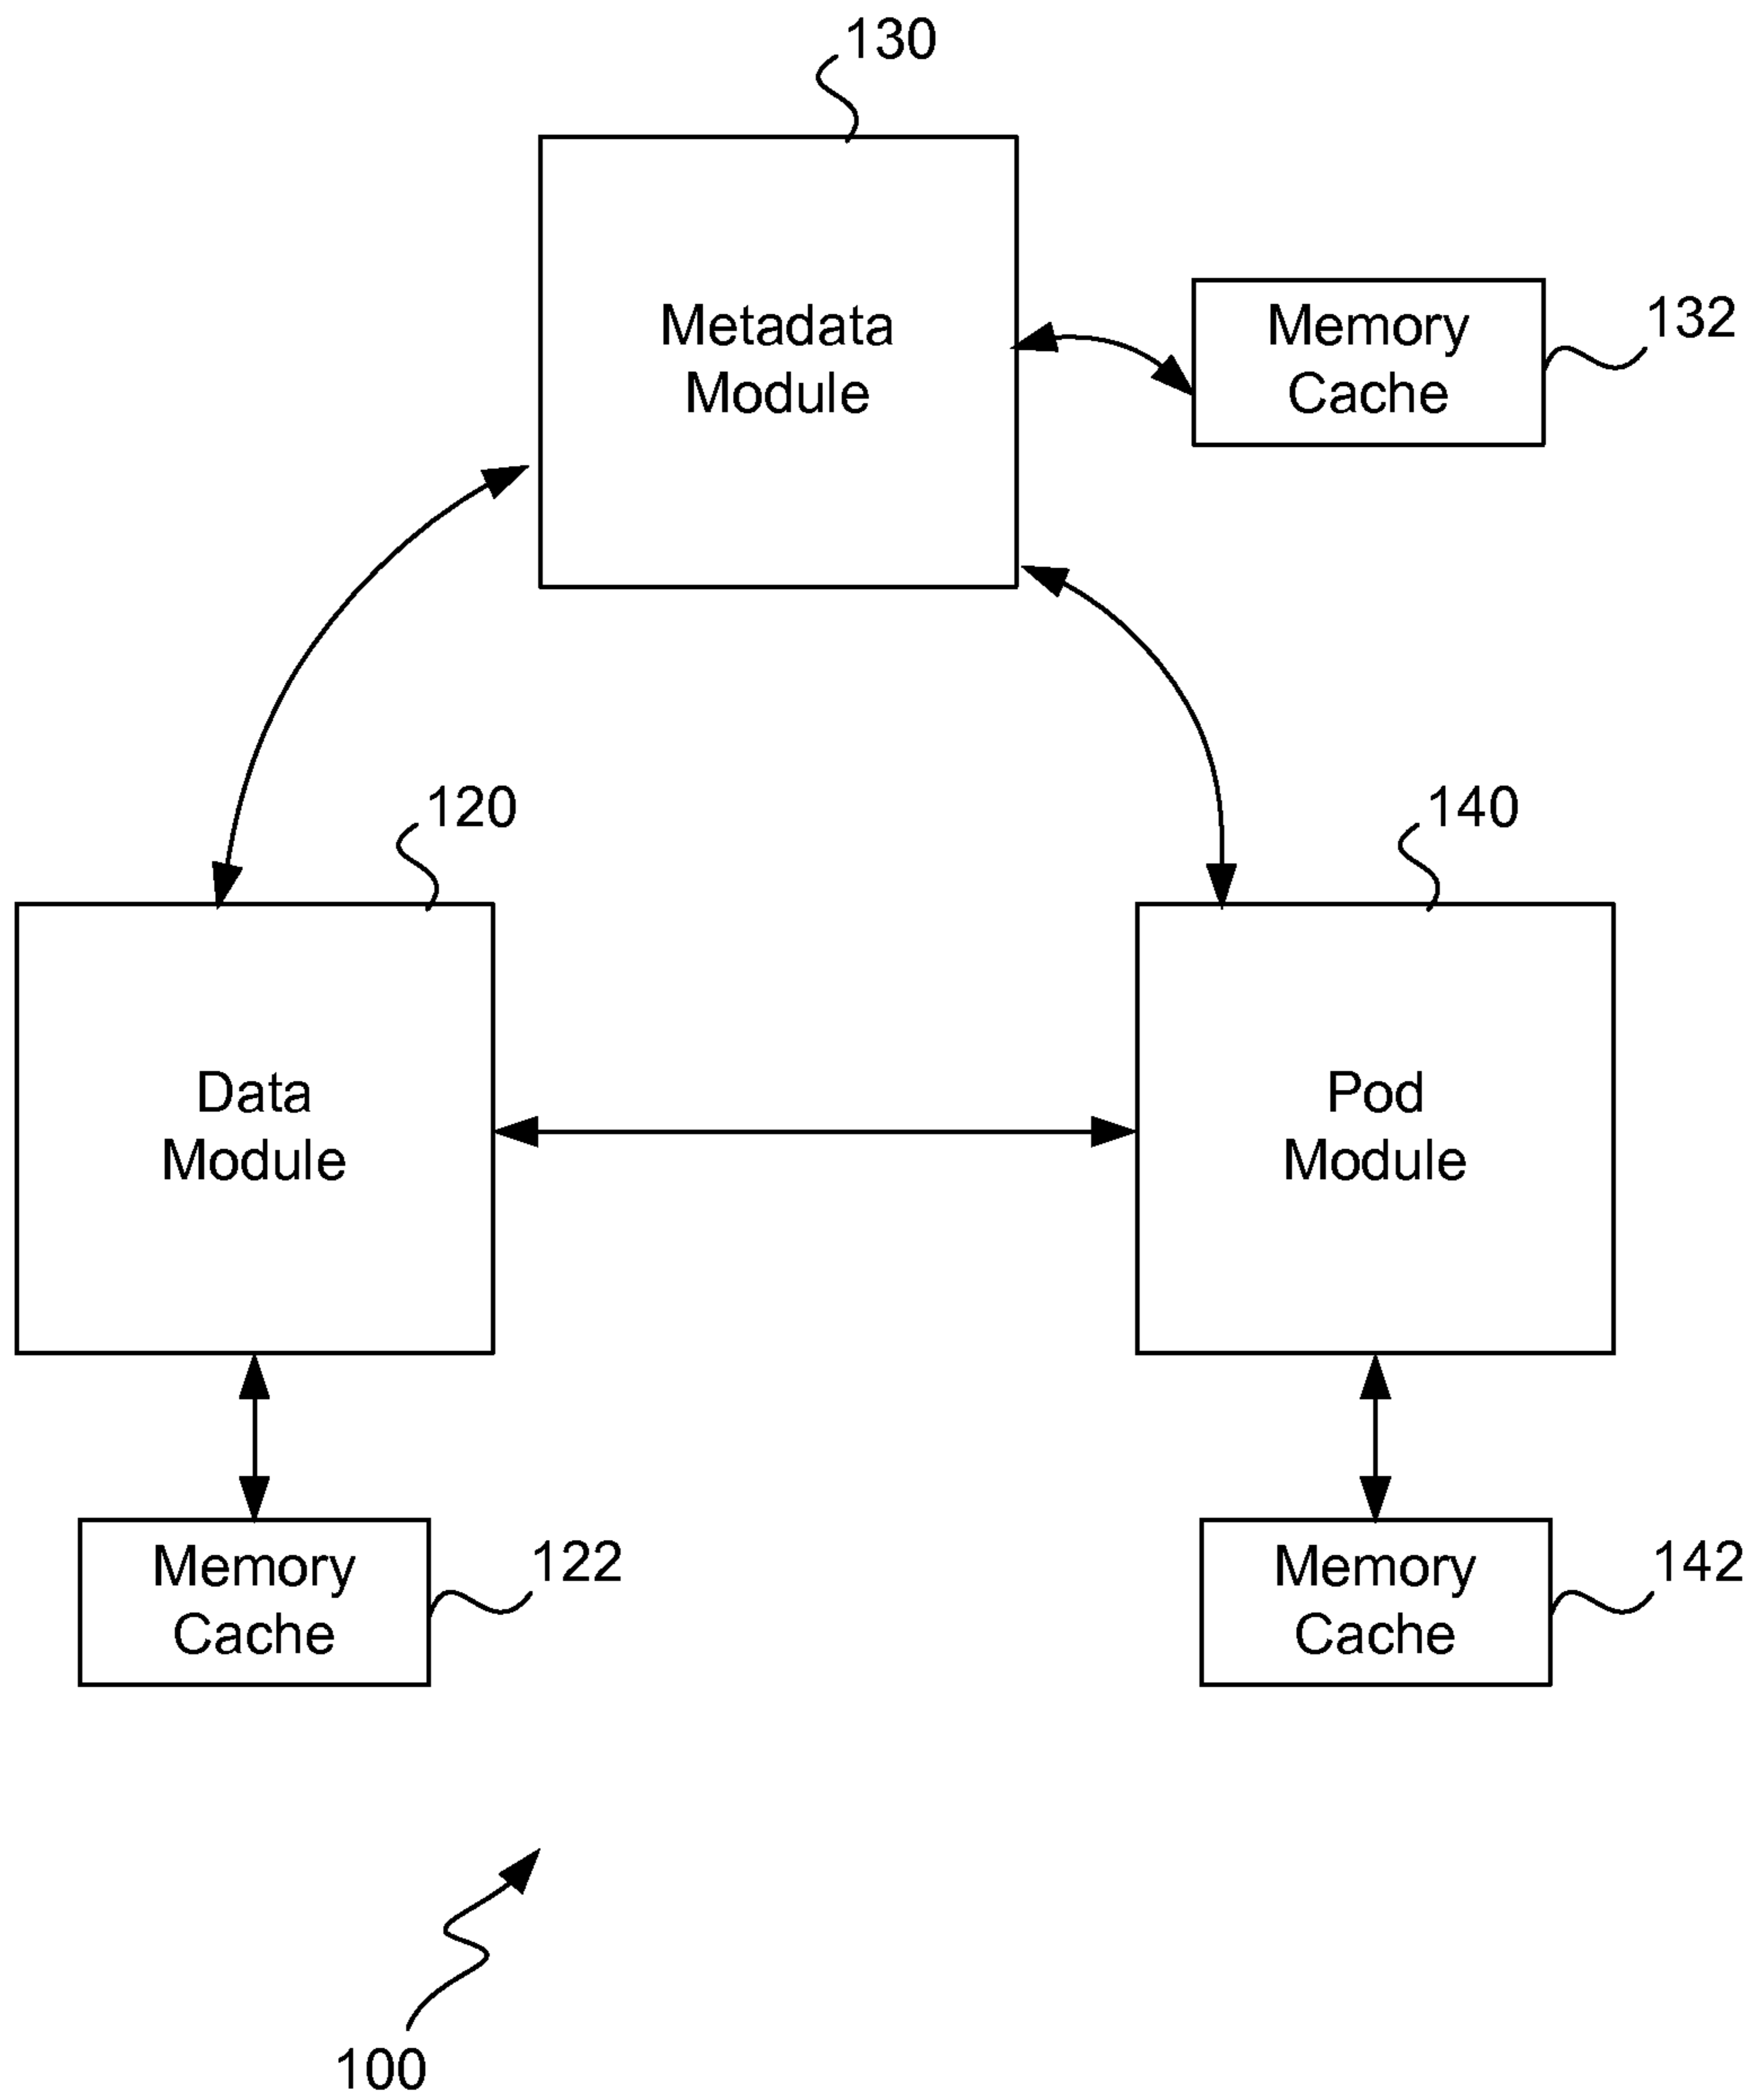 130
Metadata
Module
Memory
Cache
132
120
140
Data
Module
Pod
Module
Memory
Cache
122
Memory
Cache
142
100